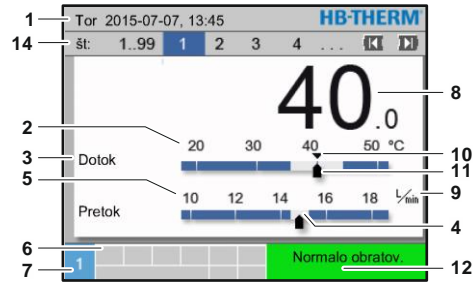 1 Tor 2015-07-07, 13:45 HB-THERM
14 št: 1..99 1 2 3 4 ...
40.0 8
2 20 30 40 50 °C 10
3 Dotok 11
5 10 12 14 16 18 L/min 9
Pretok 4
6
7 1 Normalo obratov. 12